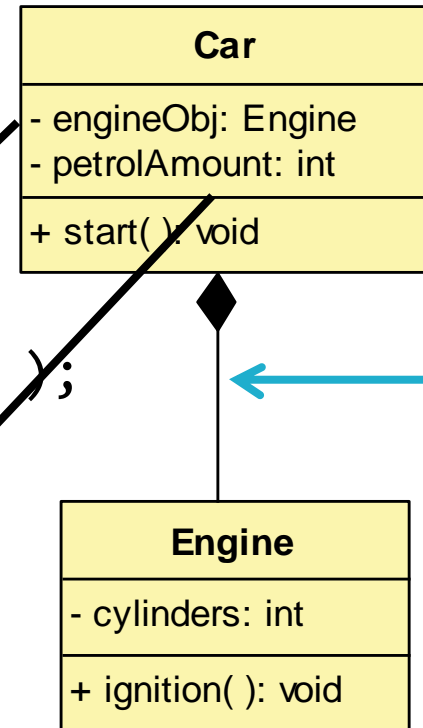 Car
- engineObj: Engine
- petrolAmount: int
+ start( ): void
);
Engine
- cylinders: int
+ ignition( ): void